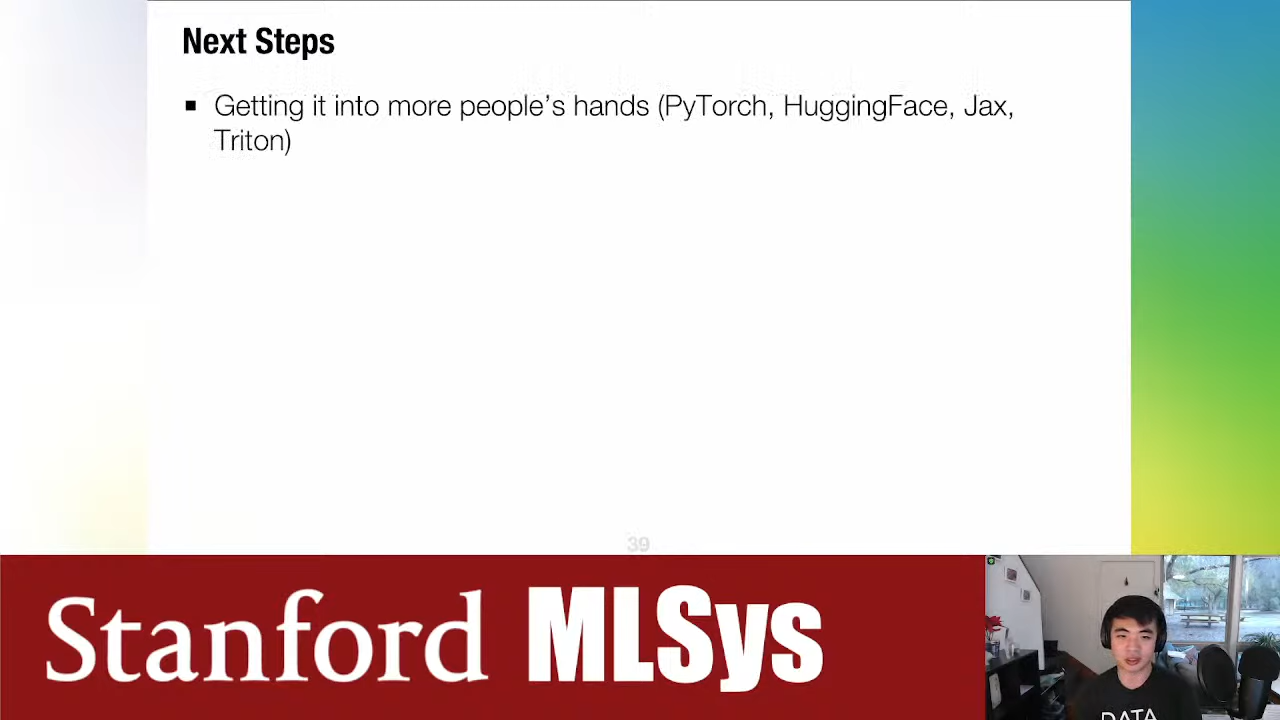 Next Steps
▪ Getting it into more people's hands (PyTorch, HuggingFace, Jax,
Triton)
39
Stanford MLSys
DATA